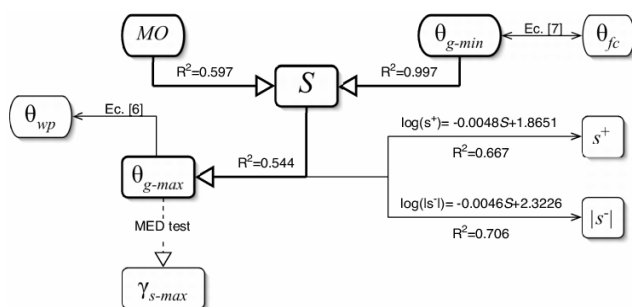 MO
θg-min
Ec. [7]
θfc
R²=0.597
R²=0.997
S
θwp
Ec. [6]
log(s⁺)= -0.0048S+1.8651
s⁺
R²=0.667
R²=0.544
θg-max
log(|s⁻|)= -0.0046S+2.3226
|s⁻|
R²=0.706
MED test
γs-max